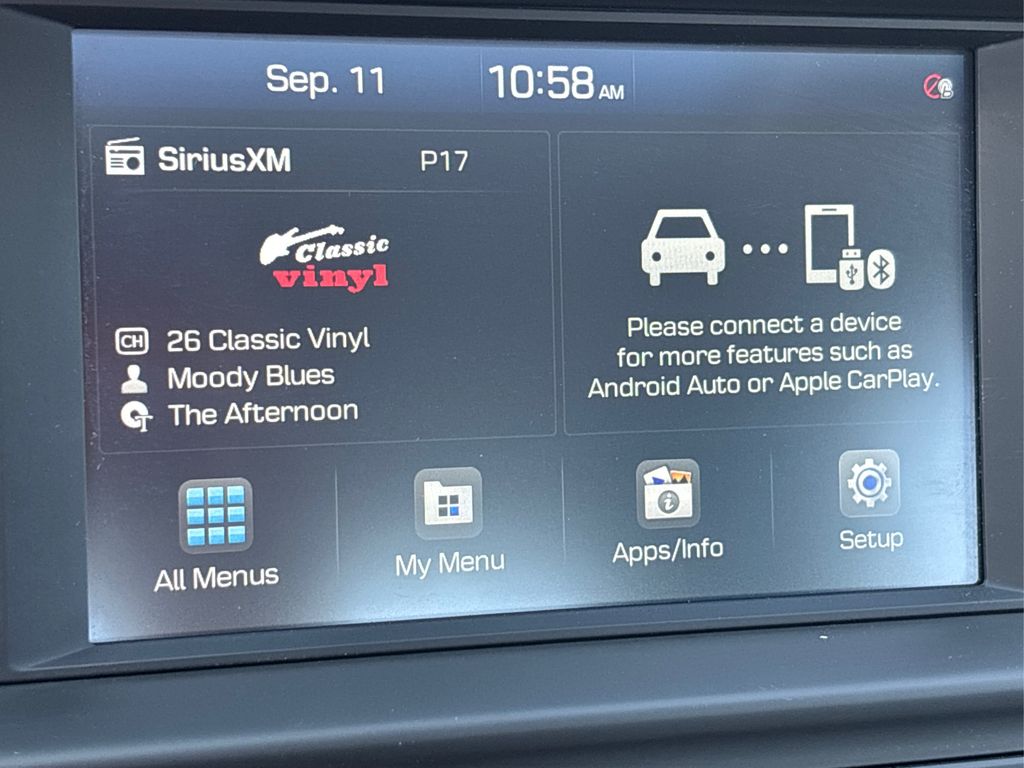 Sep. 11
10:58 AM
SiriusXM
P17
Classic
vinyl
CH
26 Classic Vinyl
Moody Blues
The Afternoon
T
Please connect a device
for more features such as
Android Auto or Apple CarPlay.
All Menus
My Menu
i
Apps/Info
Setup